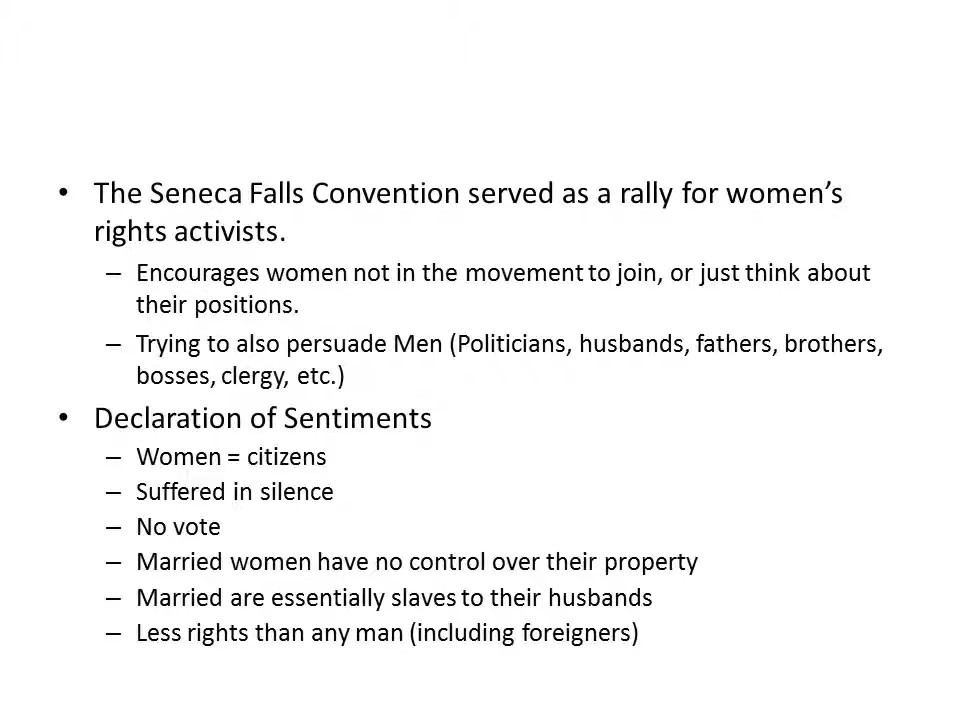 • The Seneca Falls Convention served as a rally for women’s
rights activists.
– Encourages women not in the movement to join, or just think about
their positions.
– Trying to also persuade Men (Politicians, husbands, fathers, brothers,
bosses, clergy, etc.)
• Declaration of Sentiments
– Women = citizens
– Suffered in silence
– No vote
– Married women have no control over their property
– Married are essentially slaves to their husbands
– Less rights than any man (including foreigners)